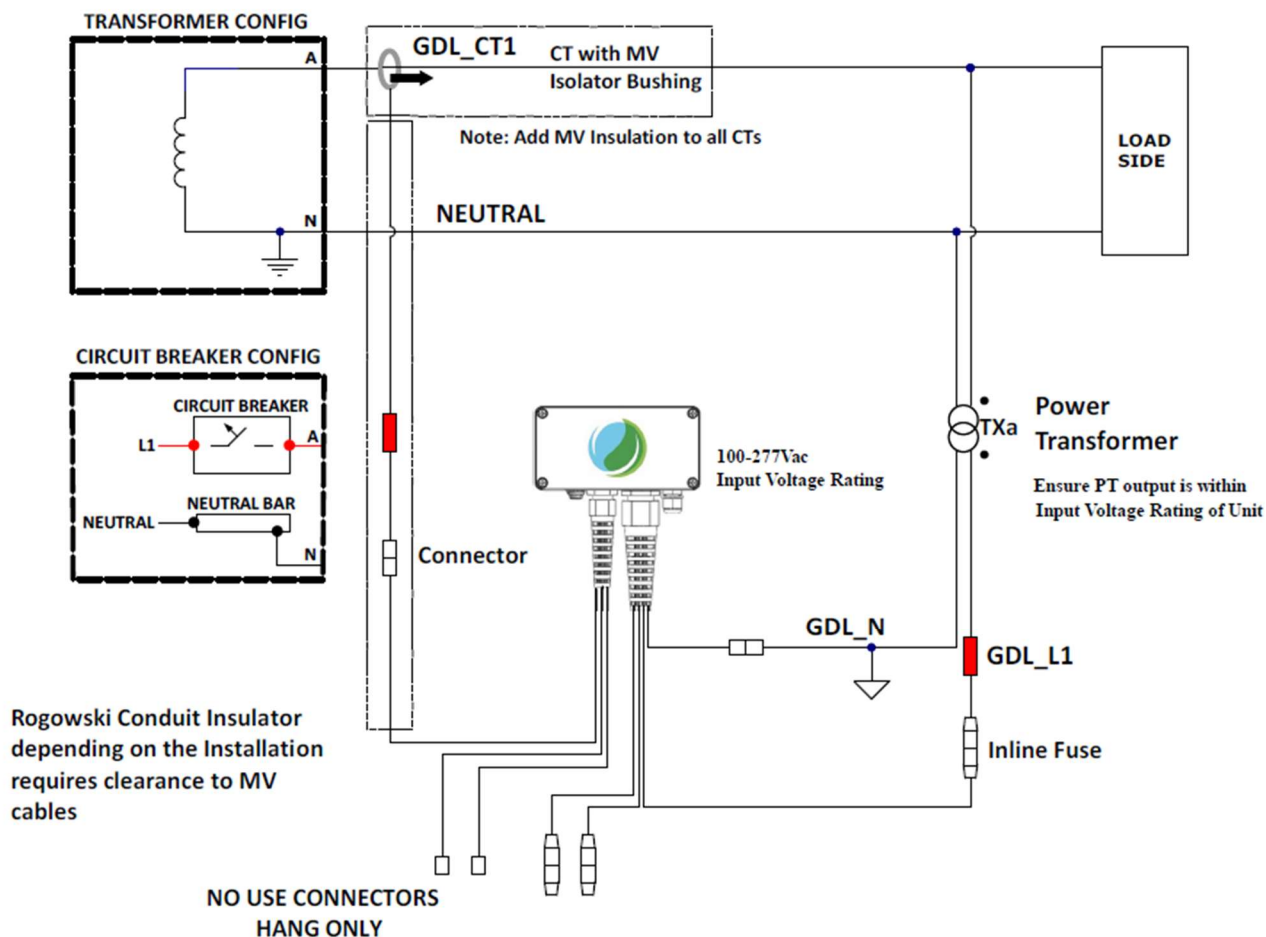 TRANSFORMER CONFIG
A
N
GDL_CT1
CT with MV
Isolator Bushing
Note: Add MV Insulation to all CTs
NEUTRAL
LOAD
SIDE
CIRCUIT BREAKER CONFIG
CIRCUIT BREAKER
L1
A
NEUTRAL BAR
NEUTRAL
N
Connector
100-277Vac
Input Voltage Rating
TXa
Power
Transformer
Ensure PT output is within
Input Voltage Rating of Unit
GDL_N
GDL_L1
Inline Fuse
Rogowski Conduit Insulator
depending on the Installation
requires clearance to MV
cables
NO USE CONNECTORS
HANG ONLY